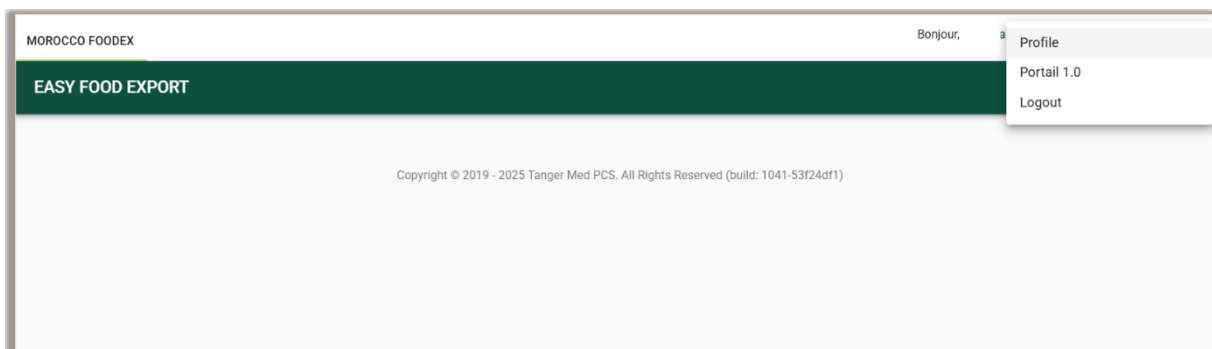 MOROCCO FOODEX
Bonjour, a
Profile
Portail 1.0
Logout
EASY FOOD EXPORT
Copyright © 2019 - 2025 Tanger Med PCS. All Rights Reserved (build: 1041-53f24df1)